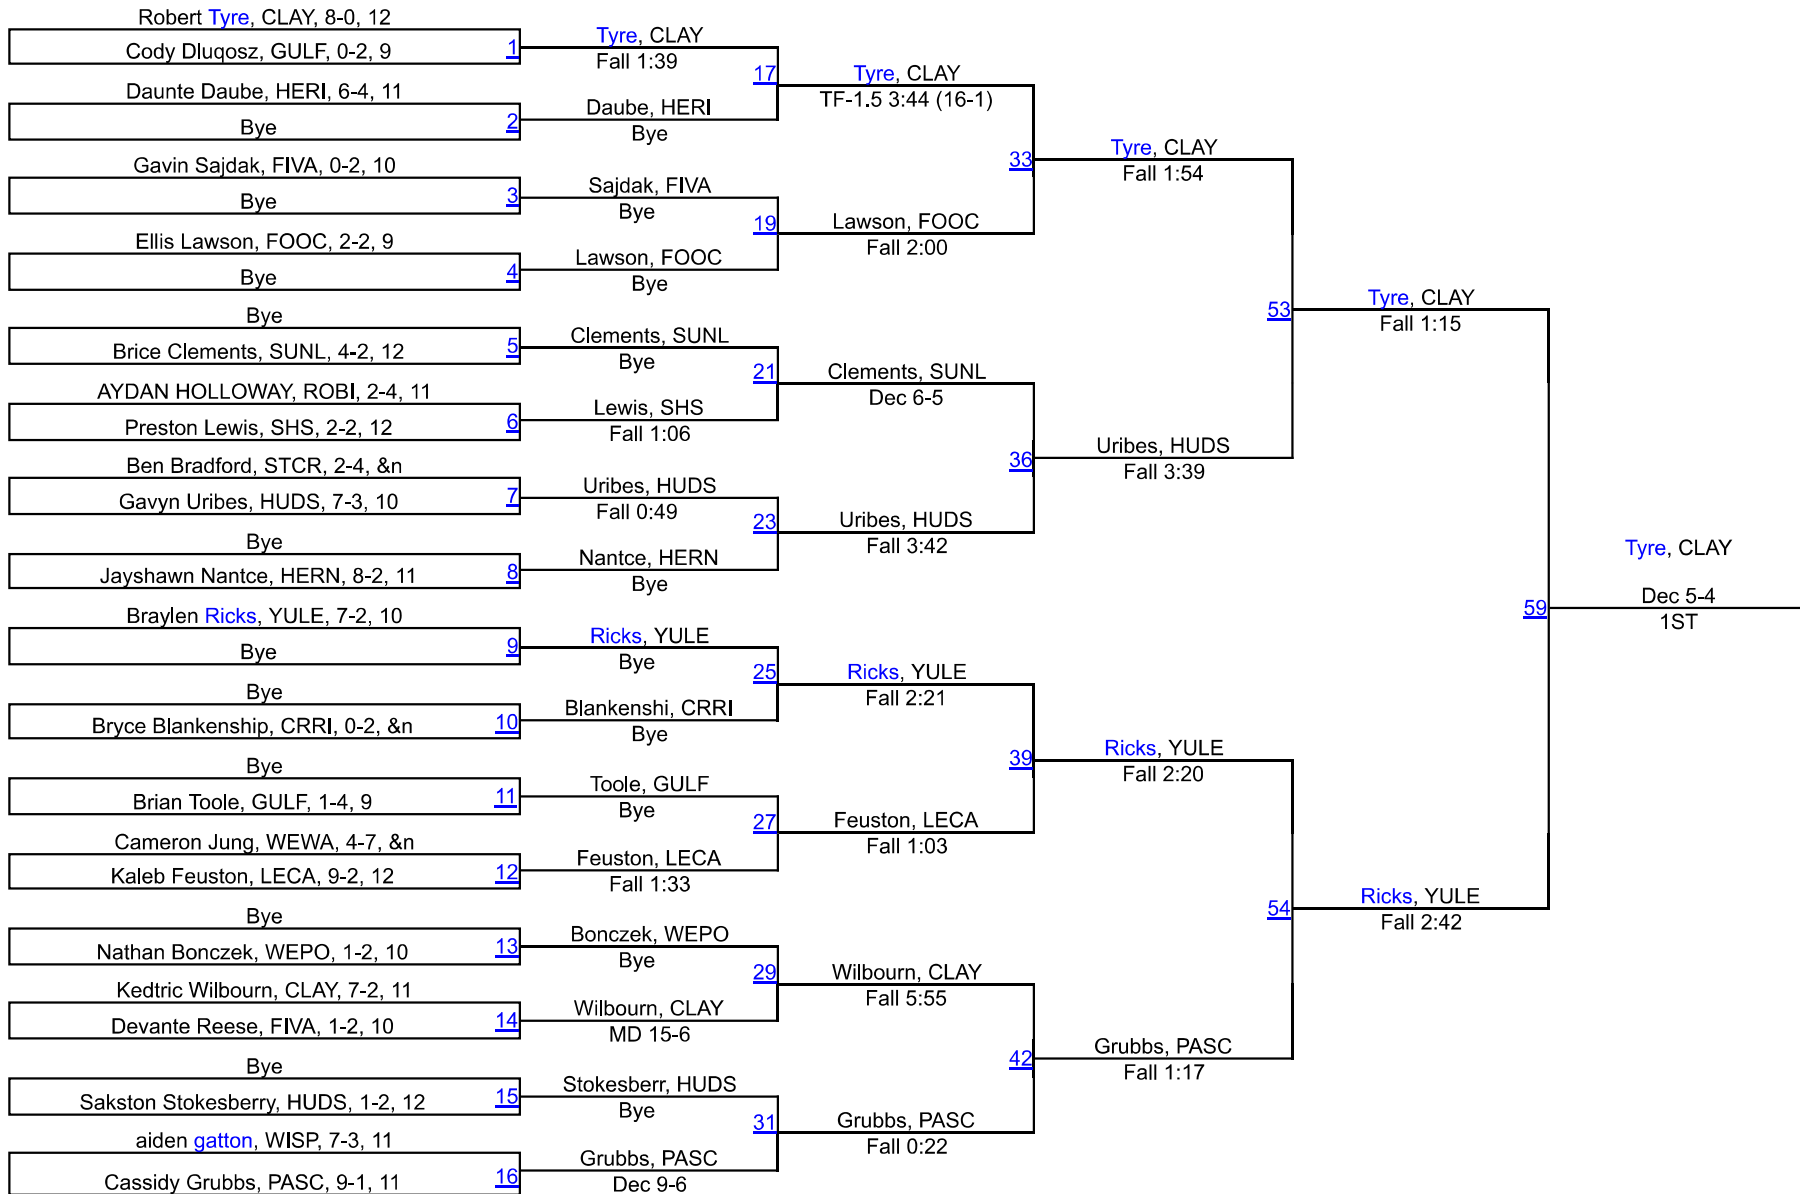 Robert Tyre, CLAY, 8-0, 12
Cody Dluqosz, GULF, 0-2, 9
1
Daunte Daube, HERI, 6-4, 11
Bye
2
Gavin Sajdak, FIVA, 0-2, 10
Bye
3
Ellis Lawson, FOOC, 2-2, 9
Bye
4
Bye
Brice Clements, SUNL, 4-2, 12
5
AYDAN HOLLOWAY, ROBI, 2-4, 11
Preston Lewis, SHS, 2-2, 12
6
Ben Bradford, STCR, 2-4, &n
Gavyn Uribes, HUDS, 7-3, 10
7
Bye
Jayshawn Nantce, HERN, 8-2, 11
8
Braylen Ricks, YULE, 7-2, 10
Bye
9
Bye
Bryce Blankenship, CRRI, 0-2, &n
10
Bye
Brian Toole, GULF, 1-4, 9
11
Cameron Jung, WEWA, 4-7, &n
Kaleb Feuston, LECA, 9-2, 12
12
Bye
Nathan Bonczek, WEPO, 1-2, 10
13
Kedtric Wilbourn, CLAY, 7-2, 11
Devante Reese, FIVA, 1-2, 10
14
Bye
Sakston Stokesberry, HUDS, 1-2, 12
15
aiden gatton, WISP, 7-3, 11
Cassidy Grubbs, PASC, 9-1, 11
16
Tyre, CLAY
Fall 1:39
17
Daube, HERI
Bye
Sajdak, FIVA
Bye
19
Lawson, FOOC
Bye
Clements, SUNL
Bye
21
Lewis, SHS
Fall 1:06
Uribes, HUDS
Fall 0:49
23
Nantce, HERN
Bye
Ricks, YULE
Bye
25
Blankenshi, CRRI
Bye
Toole, GULF
Bye
27
Feuston, LECA
Fall 1:33
Bonczek, WEPO
Bye
29
Wilbourn, CLAY
MD 15-6
Stokesberr, HUDS
Bye
31
Grubbs, PASC
Dec 9-6
Tyre, CLAY
TF-1.5 3:44 (16-1)
33
Lawson, FOOC
Fall 2:00
Clements, SUNL
Dec 6-5
36
Uribes, HUDS
Fall 3:42
Ricks, YULE
Fall 2:21
39
Feuston, LECA
Fall 1:03
Wilbourn, CLAY
Fall 5:55
42
Grubbs, PASC
Fall 0:22
Tyre, CLAY
Fall 1:54
53
Uribes, HUDS
Fall 3:39
Ricks, YULE
Fall 2:20
54
Grubbs, PASC
Fall 1:17
Tyre, CLAY
Fall 1:15
59
Ricks, YULE
Fall 2:42
Tyre, CLAY
Dec 5-4
1ST